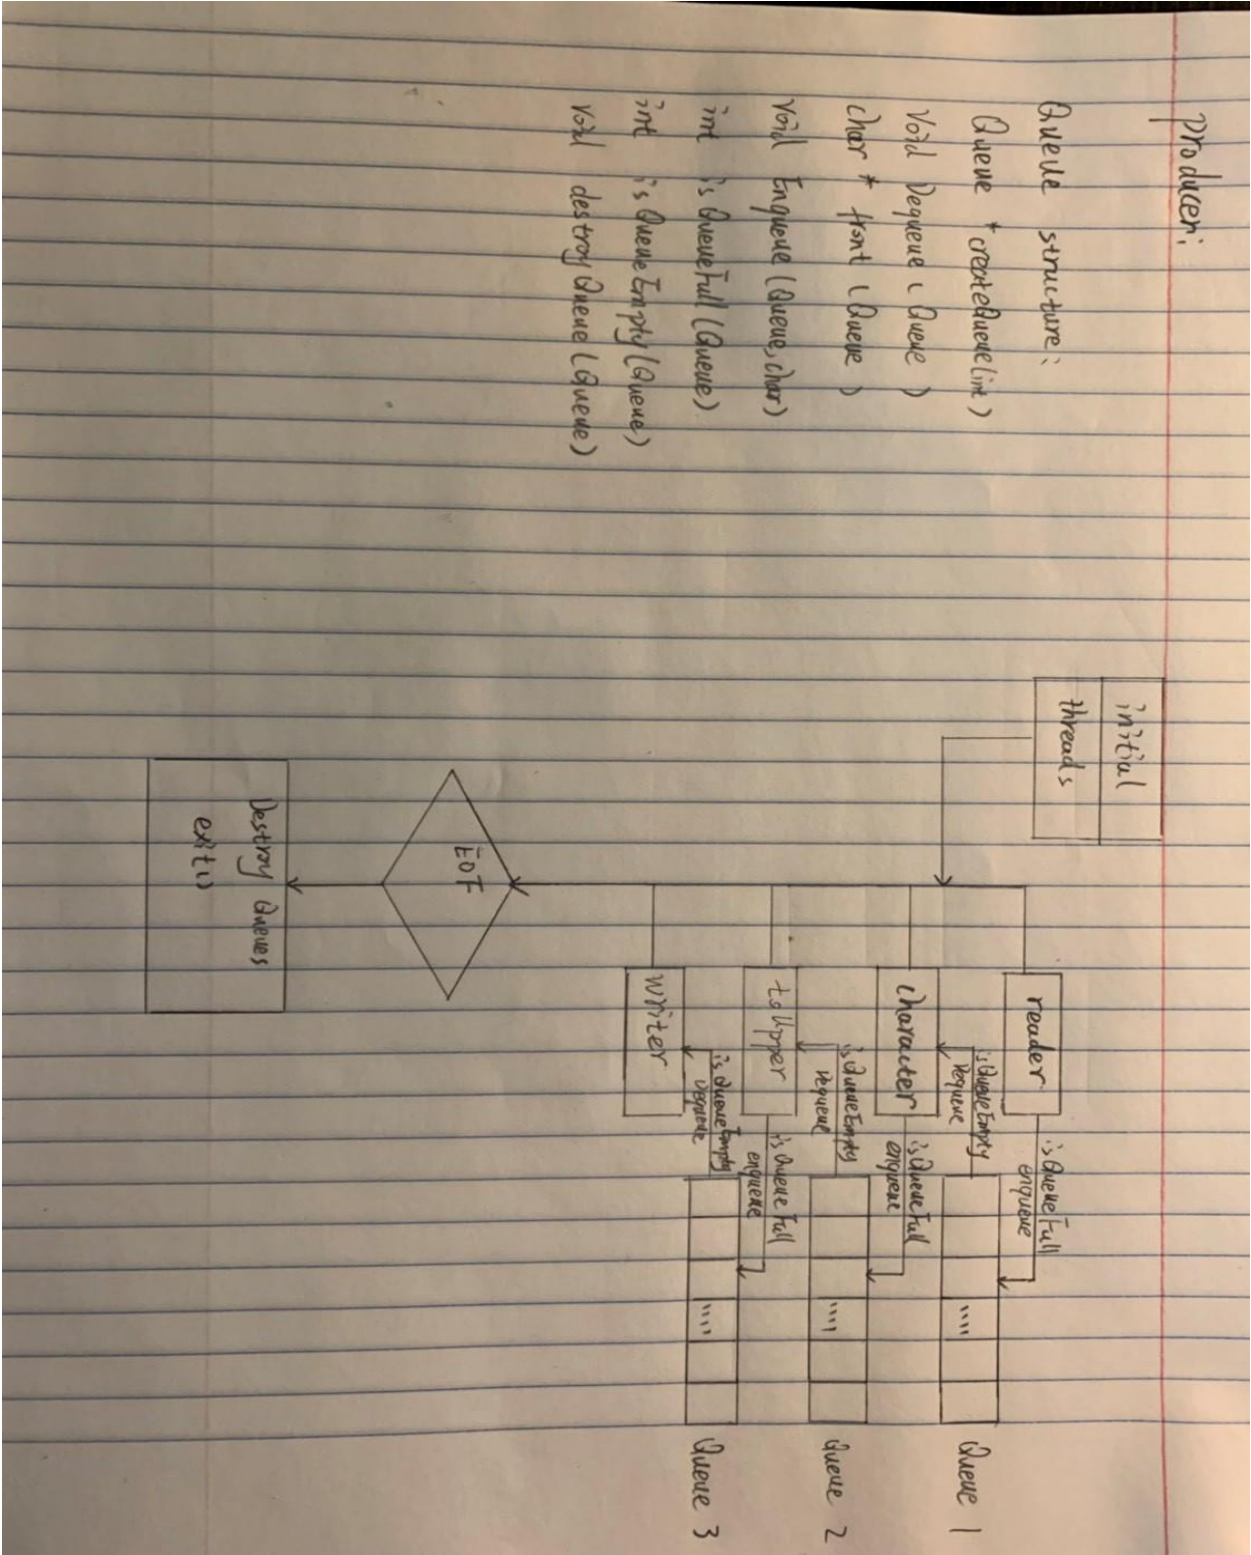 producer:
Queue structure:
Queue *createQueue(int)
Void Dequeue (Queue )
char * front (Queue )
Void Enqueue (Queue, char)
int isQueueFull (Queue)
int isQueueEmpty (Queue)
Void destroyQueue (Queue)
initial
threads
reader
isQueueFull
enqueue
isQueueEmpty
Dequeue
Queue 1
character
isQueueFull
enqueue
isQueueEmpty
Dequeue
Queue 2
toUpper
isQueueFull
enqueue
isQueueEmpty
Dequeue
Queue 3
writer
EOF
Destroy Queues
exit()